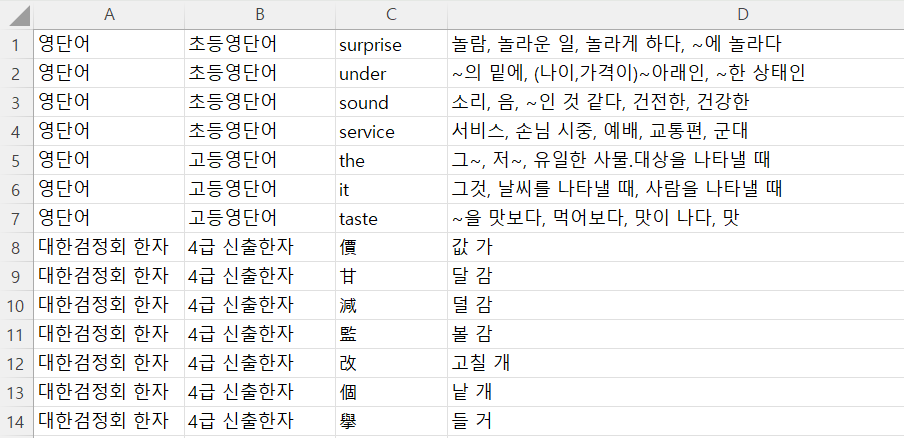 A B C D
1 영단어 초등영단어 surprise 놀람, 놀라운 일, 놀라게 하다, ~에 놀라다
2 영단어 초등영단어 under ~의 밑에, (나이,가격이)~아래인, ~한 상태인
3 영단어 초등영단어 sound 소리, 음, ~인 것 같다, 건전한, 건강한
4 영단어 초등영단어 service 서비스, 손님 시중, 예배, 교통편, 군대
5 영단어 고등영단어 the 그~, 저~, 유일한 사물.대상을 나타낼 때
6 영단어 고등영단어 it 그것, 날씨를 나타낼 때, 사람을 나타낼 때
7 영단어 고등영단어 taste ~을 맛보다, 먹어보다, 맛이 나다, 맛
8 대한검정회 한자 4급 신출한자 價 값 가
9 대한검정회 한자 4급 신출한자 甘 달 감
10 대한검정회 한자 4급 신출한자 減 덜 감
11 대한검정회 한자 4급 신출한자 監 볼 감
12 대한검정회 한자 4급 신출한자 改 고칠 개
13 대한검정회 한자 4급 신출한자 個 낱 개
14 대한검정회 한자 4급 신출한자 擧 들 거